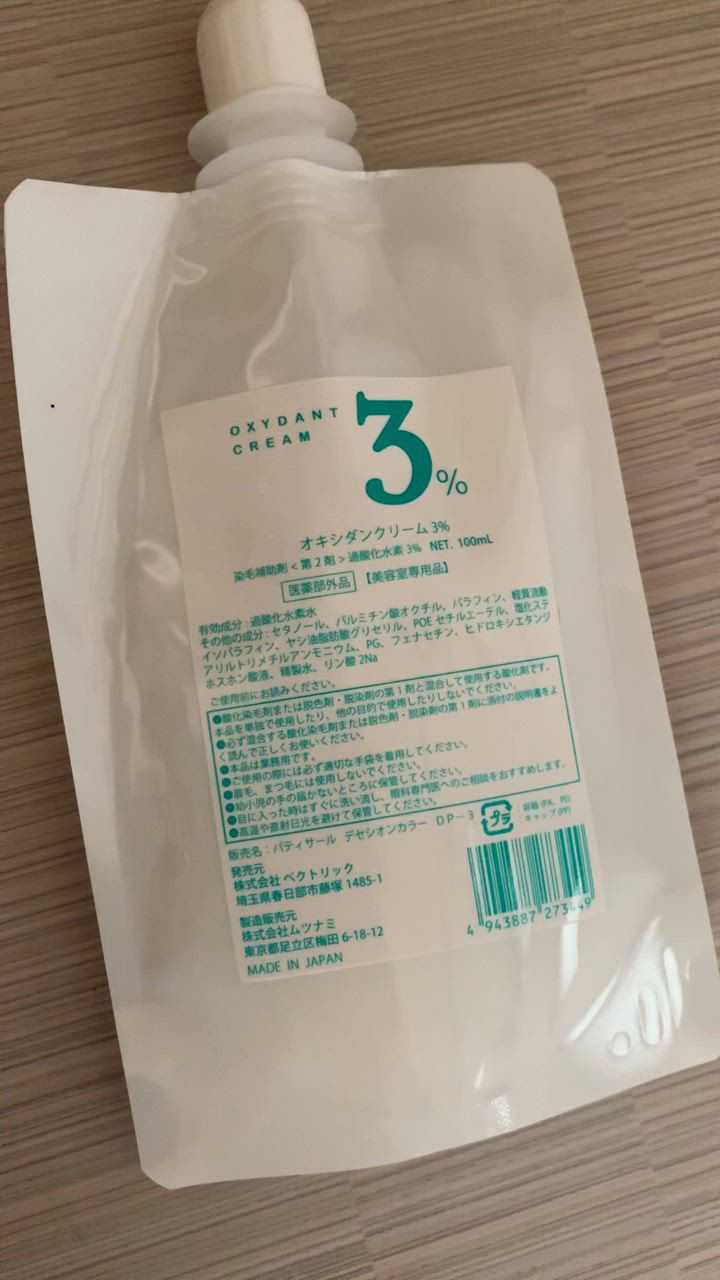 OXYDANT
CREAM
3%
オキシダンクリーム 3%
染毛補助剤 < 第 2 剤 > 過酸化水素 3% NET. 100mL
医薬部外品 【美容室専用品】
有効成分 : 過酸化水素水
その他の成分 : セタノール、パルミチン酸オクチル、パラフィン、軽質流動
イソパラフィン、ヤシ油脂肪酸グリセリル、POE セチルエーテル、塩化ステ
アリルトリメチルアンモニウム、PG、フェナセチン、ヒドロキシエタンジ
ホスホン酸液、精製水、リン酸 2Na
ご使用前にお読みください。
●酸化染毛剤または脱色剤・脱染剤の第 1 剤と混合して使用する酸化剤です。
本品を単独で使用したり、他の目的で使用したりしないでください。
●必ず混合する酸化染毛剤または脱色剤・脱染剤の第 1 剤に添付の説明書をよ
く読んで正しくお使いください。
●本品は業務用です。
●ご使用の際には必ず適切な手袋を着用してください。
●眉毛、まつ毛には使用しないでください。
●幼小児の手の届かないところに保管してください。
●目に入った時はすぐに洗い流し、眼科専門医へのご相談をおすすめします。
●高温や直射日光を避けて保管してください。
販売名 : パティサール デセシオンカラー DP-3
プラ
容器 (PA、PE)
キャップ (PP)
発売元
株式会社 ベクトリック
埼玉県春日部市藤塚 1485-1
製造販売元
株式会社ムツナミ
東京都足立区梅田 6-18-12
MADE IN JAPAN
4 943887 273449